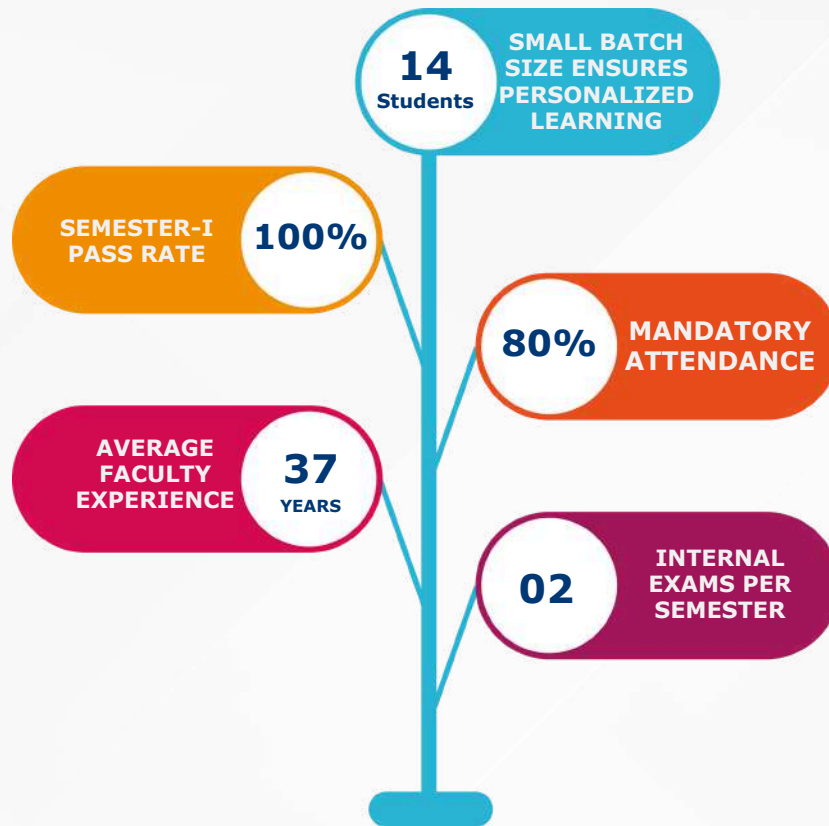 14
Students
SMALL BATCH
SIZE ENSURES
PERSONALIZED
LEARNING
SEMESTER-I
PASS RATE
100%
80%
MANDATORY
ATTENDANCE
AVERAGE
FACULTY
EXPERIENCE
37
YEARS
02
INTERNAL
EXAMS PER
SEMESTER